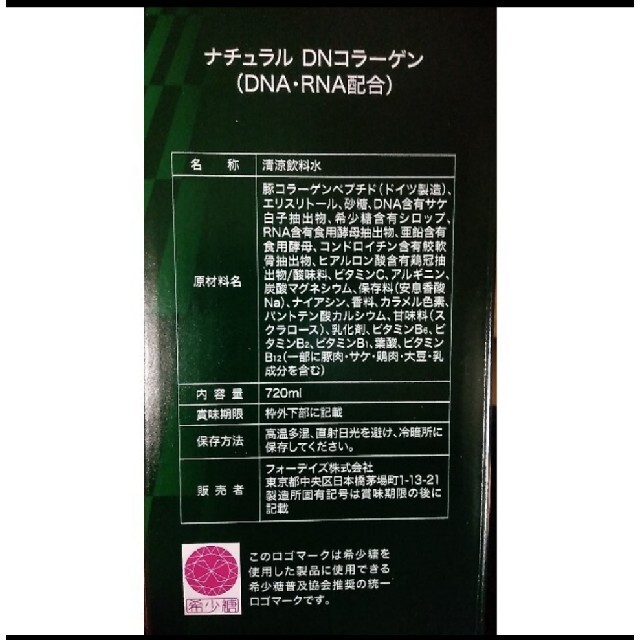 ナチュラル DNコラーゲン
(DNA・RNA配合)
名 称 清涼飲料水
原材料名
豚コラーゲンペプチド(ドイツ製造)、
エリスリトール、砂糖、DNA含有サケ
白子抽出物、希少糖含有シロップ、
RNA含有食用酵母抽出物、亜鉛含有
食用酵母、コンドロイチン含有鮫軟
骨抽出物、ヒアルロン酸含有鶏冠抽
出物/酸味料、ビタミンC、アルギニン、
炭酸マグネシウム、保存料(安息香酸
Na)、ナイアシン、香料、カラメル色素、
パントテン酸カルシウム、甘味料(ス
クラロース)、乳化剤、ビタミンB6、ビ
タミンB2、ビタミンB1、葉酸、ビタミン
B12(一部に豚肉・サケ・鶏肉・大豆・乳
成分を含む)
内 容 量 720ml
賞味期限 枠外下部に記載
保存方法
高温多湿、直射日光を避け、冷暗所に
保存してください。
販 売 者
フォーデイズ株式会社
東京都中央区日本橋茅場町1-13-21
製造所固有記号は賞味期限の後に
記載
希少糖
このロゴマークは希少糖を
使用した製品に使用できる
希少糖普及協会推奨の統一
ロゴマークです。